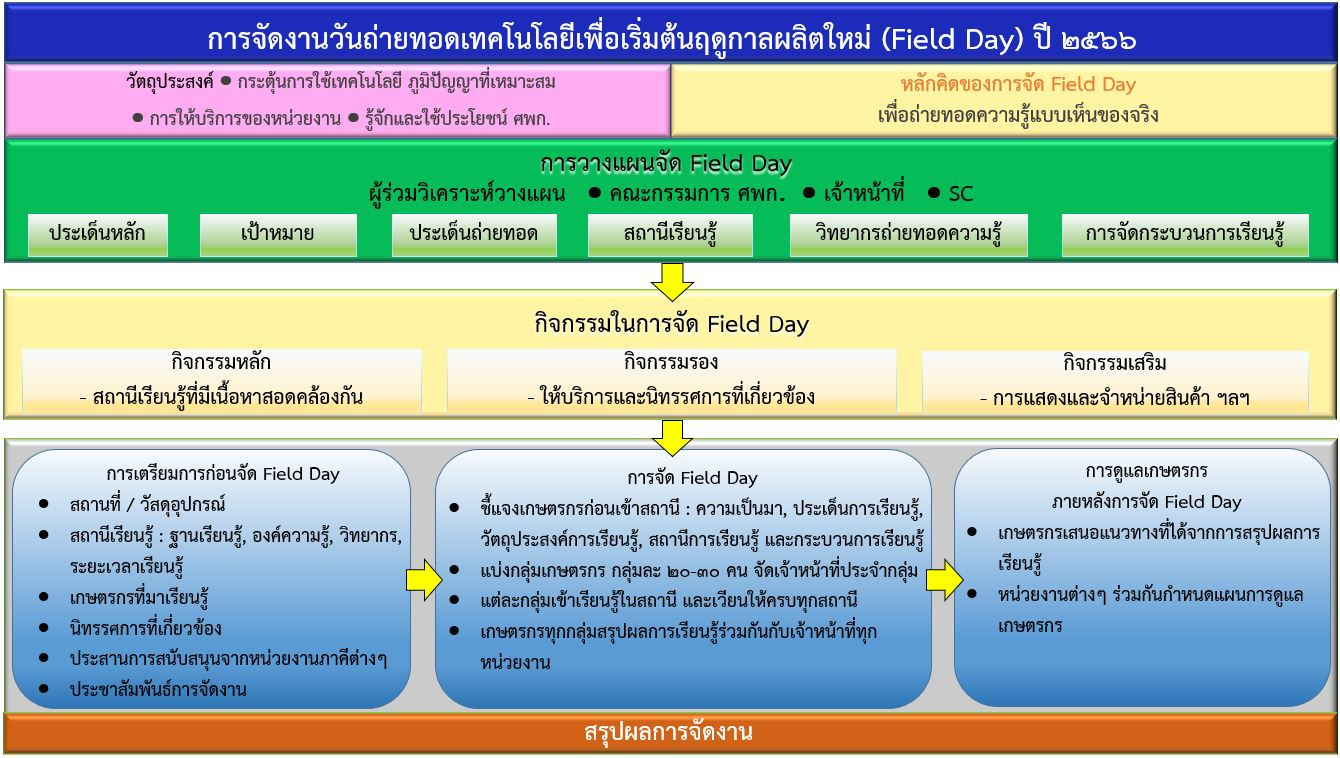 การจัดงานวันถ่ายทอดเทคโนโลยีเพื่อเริ่มต้นฤดูกาลผลิตใหม่ (Field Day) ปี ๒๕๖๖
วัตถุประสงค์ ● กระตุ้นการใช้เทคโนโลยี ภูมิปัญญาที่เหมาะสม
● การให้บริการของหน่วยงาน ● รู้จักและใช้ประโยชน์ ศพก.
หลักคิดของการจัด Field Day
เพื่อถ่ายทอดความรู้แบบเห็นของจริง
การวางแผนจัด Field Day
ผู้ร่วมวิเคราะห์วางแผน ● คณะกรรมการ ศพก. ● เจ้าหน้าที่ ● SC
ประเด็นหลัก
เป้าหมาย
ประเด็นถ่ายทอด
สถานีเรียนรู้
วิทยากรถ่ายทอดความรู้
การจัดกระบวนการเรียนรู้
กิจกรรมในการจัด Field Day
กิจกรรมหลัก
- สถานีเรียนรู้ที่มีเนื้อหาสอดคล้องกัน
กิจกรรมรอง
- ให้บริการและนิทรรศการที่เกี่ยวข้อง
กิจกรรมเสริม
- การแสดงและจำหน่ายสินค้า ฯลฯ
การเตรียมการก่อนจัด Field Day
● สถานที่ / วัสดุอุปกรณ์
● สถานีเรียนรู้ : ฐานเรียนรู้, องค์ความรู้, วิทยากร,
ระยะเวลาเรียนรู้
● เกษตรกรที่มาเรียนรู้
● นิทรรศการที่เกี่ยวข้อง
● ประสานการสนับสนุนจากหน่วยงานภาคีต่างๆ
● ประชาสัมพันธ์การจัดงาน
การจัด Field Day
● ชี้แจงเกษตรกรก่อนเข้าสถานี : ความเป็นมา, ประเด็นการเรียนรู้,
วัตถุประสงค์การเรียนรู้, สถานีการเรียนรู้ และกระบวนการเรียนรู้
● แบ่งกลุ่มเกษตรกร กลุ่มละ ๒๐-๓๐ คน จัดเจ้าหน้าที่ประจำกลุ่ม
● แต่ละกลุ่มเข้าเรียนรู้ในสถานี และเวียนให้ครบทุกสถานี
● เกษตรกรทุกกลุ่มสรุปผลการเรียนรู้ร่วมกันกับเจ้าหน้าที่ทุก
หน่วยงาน
การดูแลเกษตรกร
ภายหลังการจัด Field Day
● เกษตรกรเสนอแนวทางที่ได้จากการสรุปผลการ
เรียนรู้
● หน่วยงานต่างๆ ร่วมกันกำหนดแผนการดูแล
เกษตรกร
สรุปผลการจัดงาน